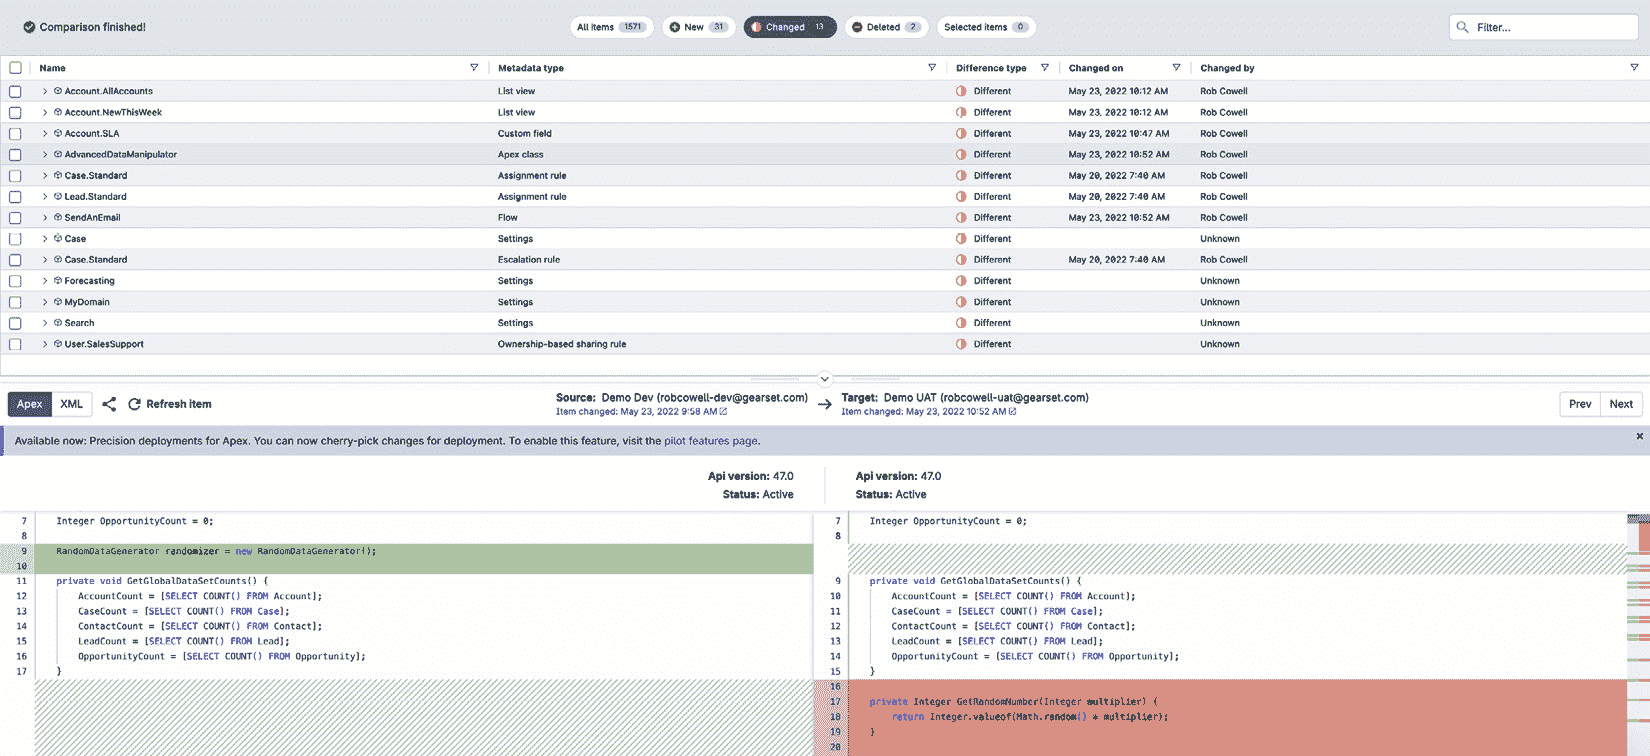 Comparison finished!
All items 1571 New 31 Changed 13 Deleted 2 Selected items 0 Filter...
Name Metadata type Difference type Changed on Changed by
Account.AllAccounts List view Different May 23, 2022 10:12 AM Rob Cowell
Account.NewThisWeek List view Different May 23, 2022 10:12 AM Rob Cowell
Account.SLA Custom field Different May 23, 2022 10:47 AM Rob Cowell
AdvancedDataManipulator Apex class Different May 23, 2022 10:52 AM Rob Cowell
Case.Standard Assignment rule Different May 20, 2022 7:40 AM Rob Cowell
Lead.Standard Assignment rule Different May 20, 2022 7:40 AM Rob Cowell
SendAnEmail Flow Different May 23, 2022 10:52 AM Rob Cowell
Case Settings Different Unknown
Case.Standard Escalation rule Different May 20, 2022 7:40 AM Rob Cowell
Forecasting Settings Different Unknown
MyDomain Settings Different Unknown
Search Settings Different Unknown
User.SalesSupport Ownership-based sharing rule Different Unknown
Apex XML Refresh item
Source: Demo Dev (robcowell-dev@gearset.com)
Item changed: May 23, 2022 9:58 AM
Target: Demo UAT (robcowell-uat@gearset.com)
Item changed: May 23, 2022 10:52 AM
Prev Next
Available now: Precision deployments for Apex. You can now cherry-pick changes for deployment. To enable this feature, visit the pilot features page.
Api version: 47.0
Status: Active
Api version: 47.0
Status: Active
7 Integer OpportunityCount = 0;
8
9 RandomDataGenerator randomizer = new RandomDataGenerator();
10
11 private void GetGlobalDataSetCounts() {
12 AccountCount = [SELECT COUNT() FROM Account];
13 CaseCount = [SELECT COUNT() FROM Case];
14 ContactCount = [SELECT COUNT() FROM Contact];
15 LeadCount = [SELECT COUNT() FROM Lead];
16 OpportunityCount = [SELECT COUNT() FROM Opportunity];
17 }
7 Integer OpportunityCount = 0;
8
9 private void GetGlobalDataSetCounts() {
10 AccountCount = [SELECT COUNT() FROM Account];
11 CaseCount = [SELECT COUNT() FROM Case];
12 ContactCount = [SELECT COUNT() FROM Contact];
13 LeadCount = [SELECT COUNT() FROM Lead];
14 OpportunityCount = [SELECT COUNT() FROM Opportunity];
15 }
16
17 private Integer GetRandomNumber(Integer multiplier) {
18 return Integer.valueof(Math.random() * multiplier);
19 }
20